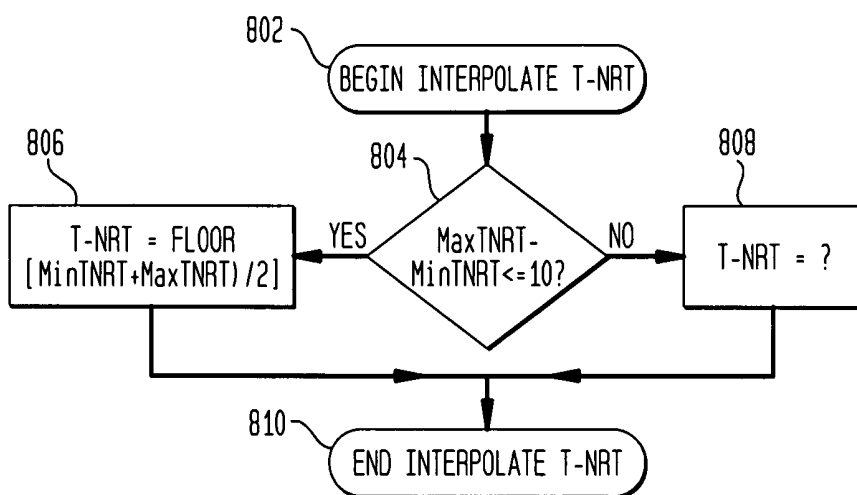 802
BEGIN INTERPOLATE T-NRT
806
804
808
T-NRT = FLOOR
[MinTNRT+MaxTNRT)/2]
YES
MaxTNRT-
MinTNRT<=10?
NO
T-NRT = ?
810
END INTERPOLATE T-NRT